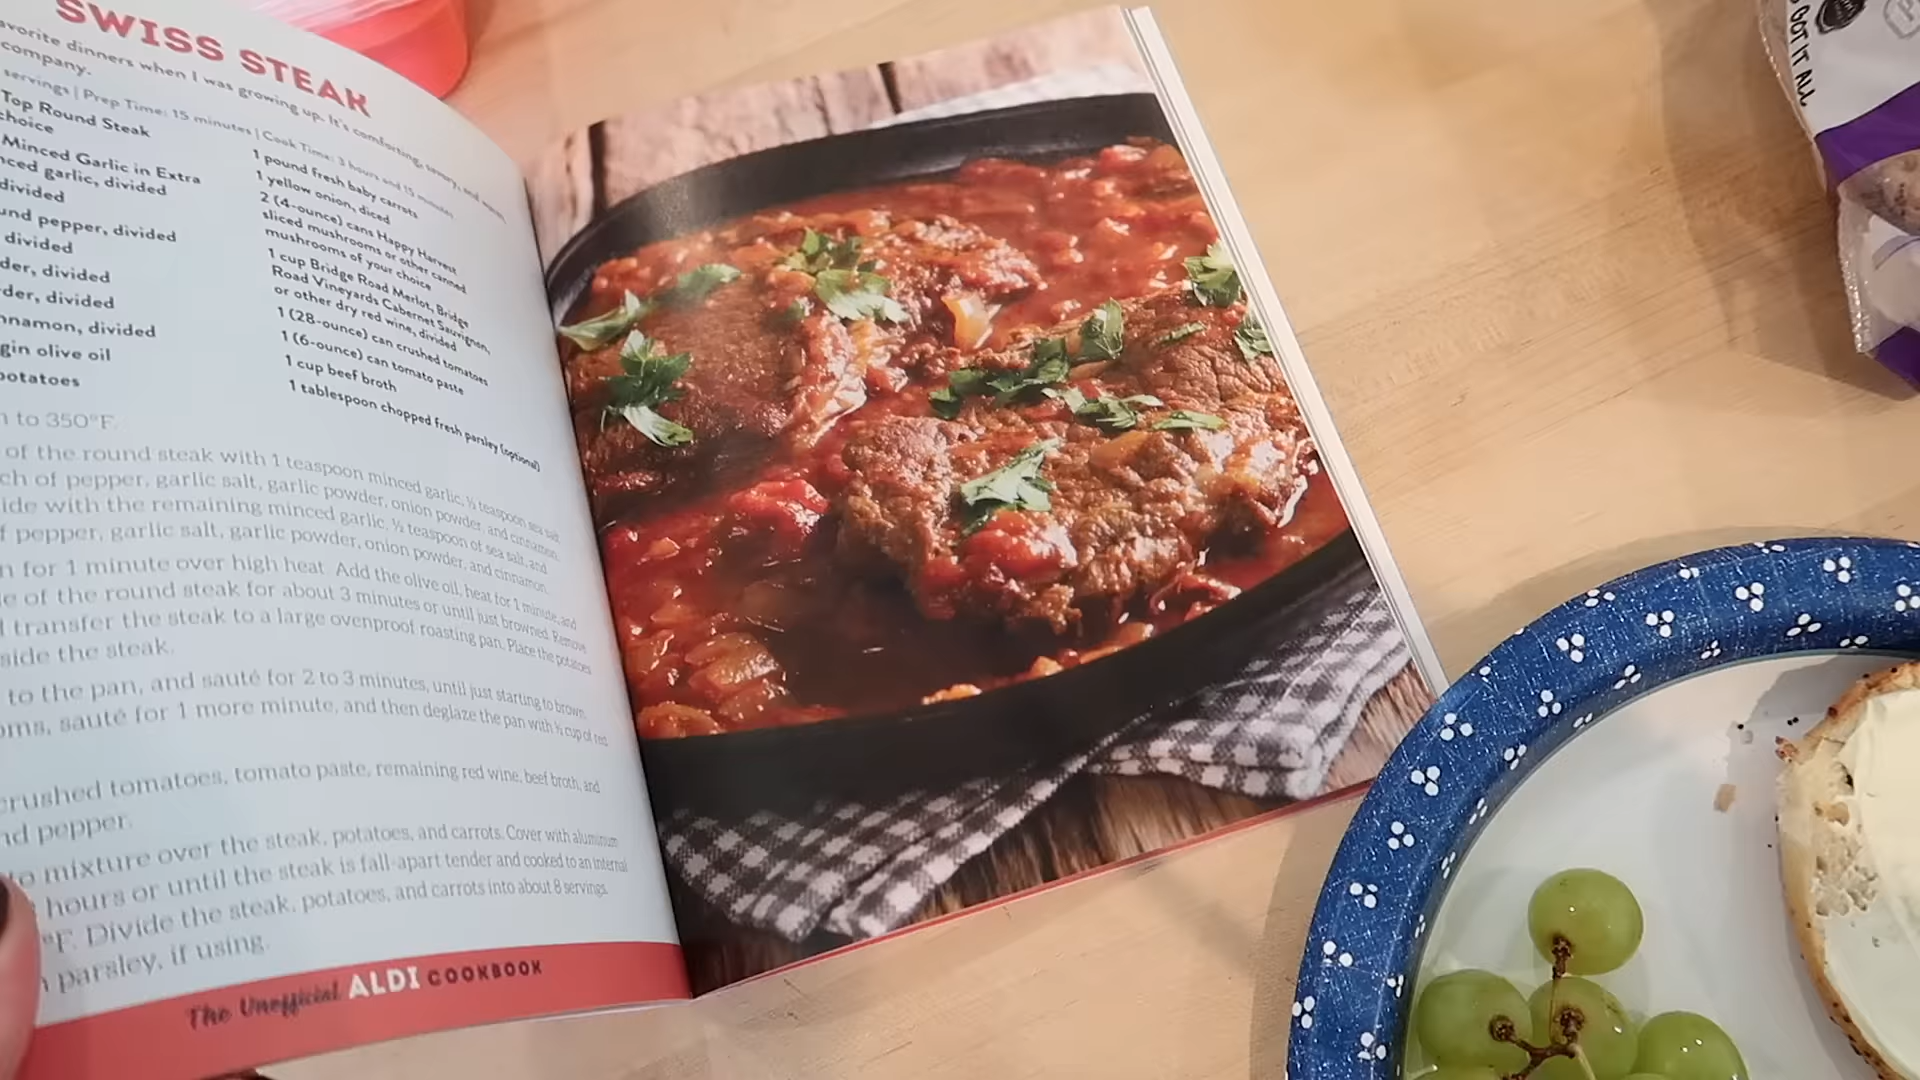 SWISS STEAK
avorite dinners when I was growing up. It's comforting, savory, and
company.
servings | Prep Time: 15 minutes | Cook Time: 3 hours and 15 minutes
Top Round Steak
choice
Minced Garlic in Extra
nced garlic, divided
divided
und pepper, divided
divided
der, divided
der, divided
nnamon, divided
gin olive oil
potatoes
1 pound fresh baby carrots
1 yellow onion, diced
2 (4-ounce) cans Happy Harvest
sliced mushrooms or other canned
mushrooms of your choice
1 cup Bridge Road Merlot, Bridge
Road Vineyards Cabernet Sauvignon,
or other dry red wine, divided
1 (28-ounce) can crushed tomatoes
1 (6-ounce) can tomato paste
1 cup beef broth
1 tablespoon chopped fresh parsley (optional)
n to 350°F.
of the round steak with 1 teaspoon minced garlic, ½ teaspoon sea salt,
ch of pepper, garlic salt, garlic powder, onion powder, and cinnamon.
ide with the remaining minced garlic, ½ teaspoon of sea salt, and
f pepper, garlic salt, garlic powder, onion powder, and cinnamon.
n for 1 minute over high heat. Add the olive oil, heat for 1 minute, and
e of the round steak for about 3 minutes or until just browned. Remove
transfer the steak to a large ovenproof roasting pan. Place the potatoes
side the steak.
to the pan, and sauté for 2 to 3 minutes, until just starting to brown.
oms, sauté for 1 more minute, and then deglaze the pan with cup of red
crushed tomatoes, tomato paste, remaining red wine, beef broth, and
nd pepper.
to mixture over the steak, potatoes, and carrots. Cover with aluminum
hours or until the steak is fall-apart tender and cooked to an internal
°F. Divide the steak, potatoes, and carrots into about 8 servings.
parsley, if using.
The Unofficial ALDI COOKBOOK
GOT IT ALL